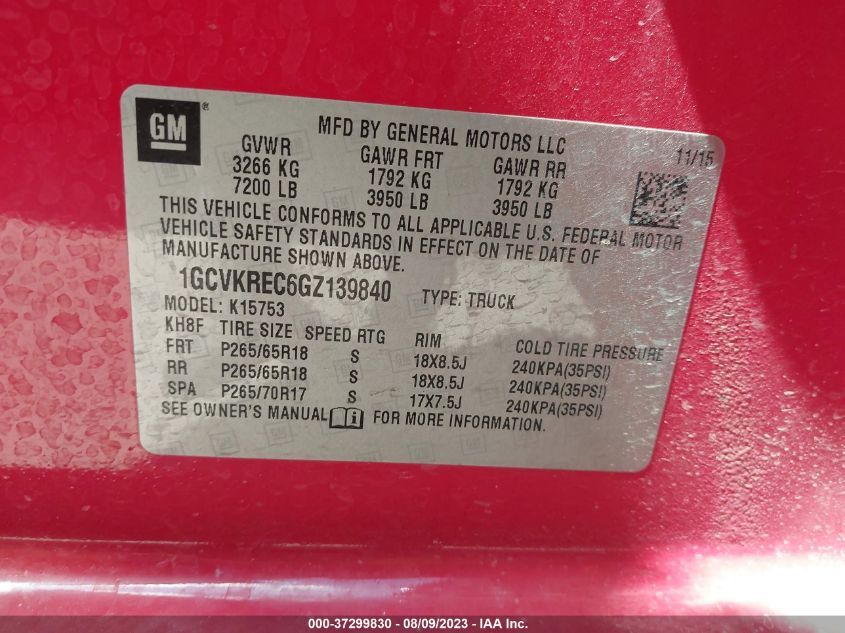 GM ®
MFD BY GENERAL MOTORS LLC
11/15
GVWR GAWR FRT GAWR RR
3266 KG 1792 KG 1792 KG
7200 LB 3950 LB 3950 LB
THIS VEHICLE CONFORMS TO ALL APPLICABLE U.S. FEDERAL MOTOR
VEHICLE SAFETY STANDARDS IN EFFECT ON THE DATE OF
MANUFACTURE SHOWN ABOVE.
1GCVKREC6GZ139840 TYPE: TRUCK
MODEL: K15753
KH8F TIRE SIZE SPEED RTG RIM COLD TIRE PRESSURE
FRT P265/65R18 S 18X8.5J 240KPA(35PSI)
RR P265/65R18 S 18X8.5J 240KPA(35PSI)
SPA P265/70R17 S 17X7.5J 240KPA(35PSI)
SEE OWNER'S MANUAL i FOR MORE INFORMATION.
000-37299830 - 08/09/2023 - IAA Inc.